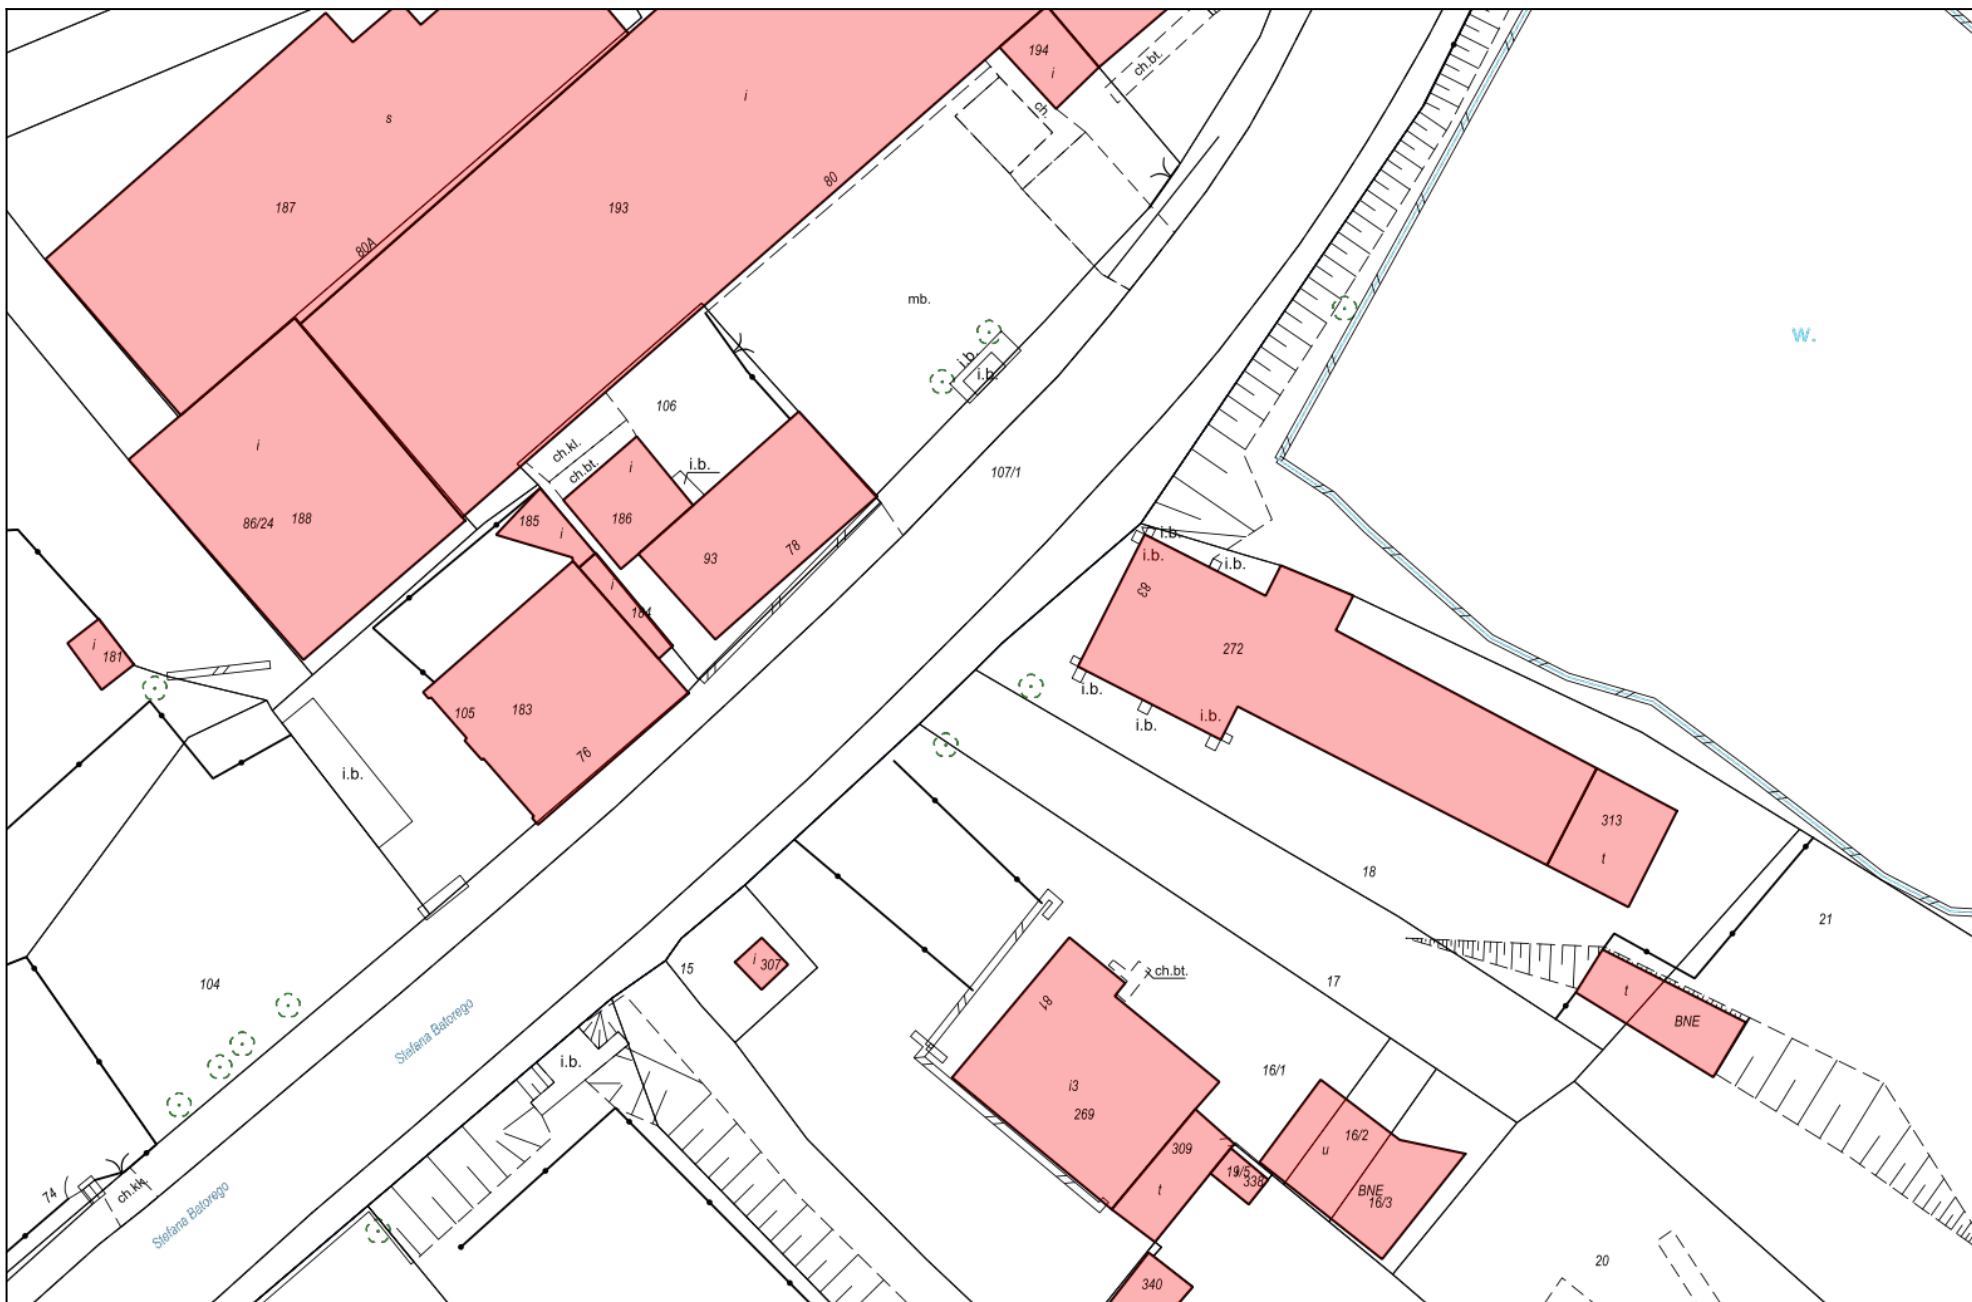 194
i
ch.bt.
i
ch.
s
187
193
80
80A
mb.
W.
i.b.
i.b.
106
i
ch.kl.
ch.bt.
i
i.b.
107/1
86/24
188
185
i
186
93
78
i
184
i.b.
i.b.
i.b.
83
272
i
181
i.b.
i.b.
i.b.
105
183
76
i.b.
313
t
18
21
104
15
i
307
ch.bt.
17
81
t
BNE
Stefana Batorego
i.b.
i3
269
16/1
309
16/2
u
19/5
338
BNE
16/3
t
74
ch.kk.
Stefana Batorego
20
340